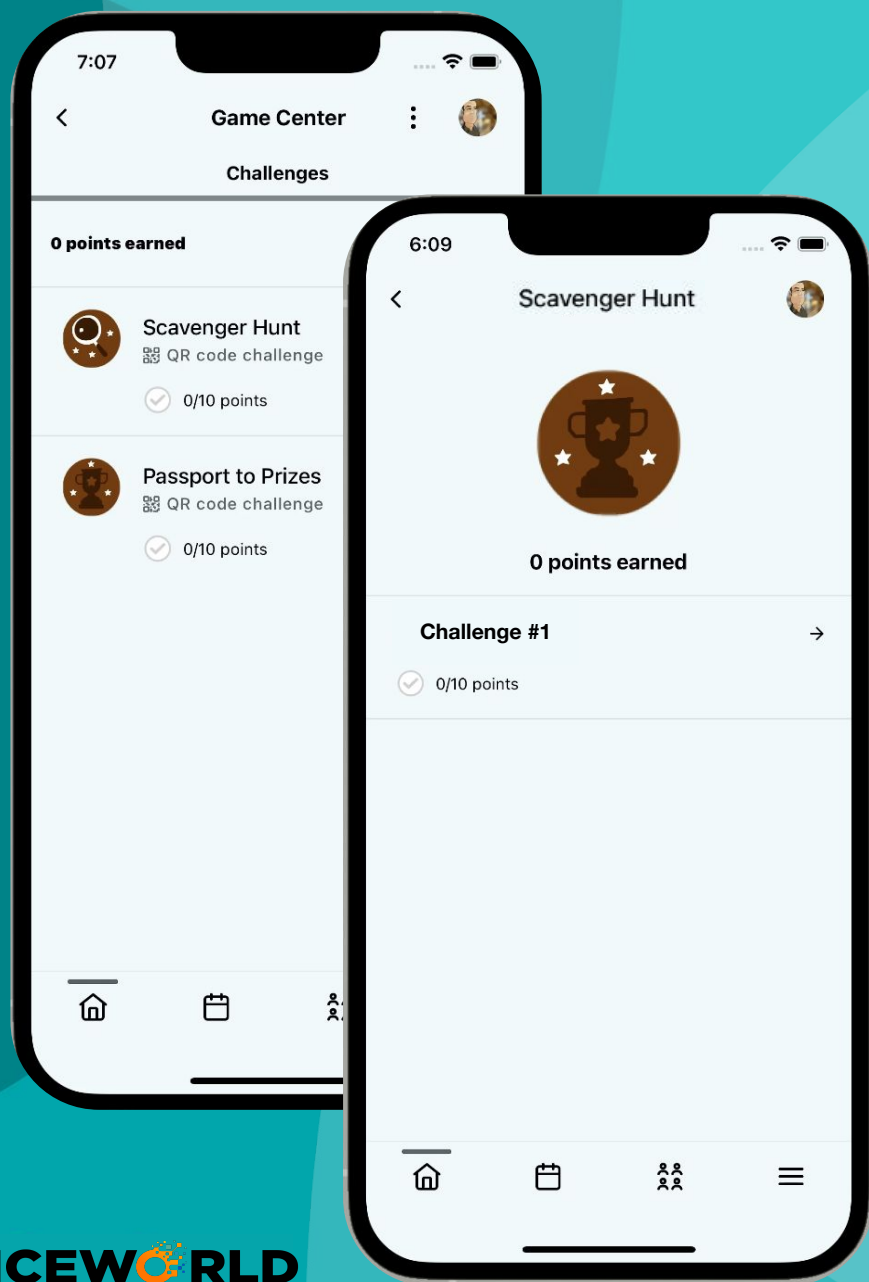 7:07
Game Center
Challenges
0 points earned
Scavenger Hunt
QR code challenge
0/10 points
Passport to Prizes
QR code challenge
0/10 points
6:09
Scavenger Hunt
0 points earned
Challenge #1
0/10 points
CEWORLD